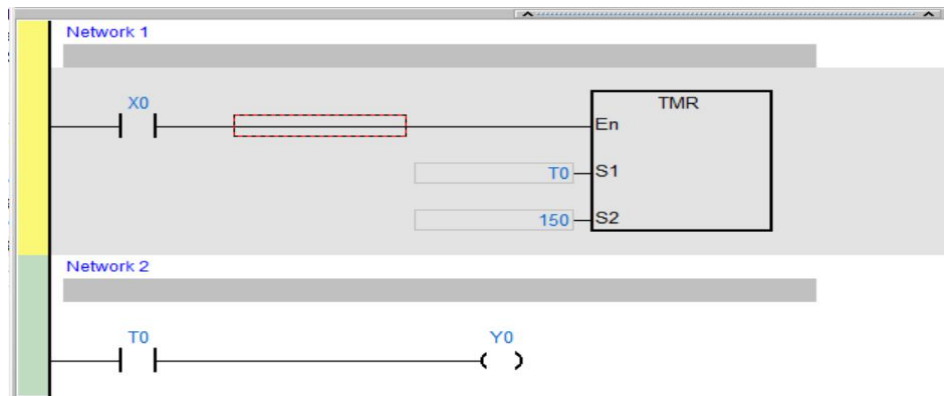 Network 1
X0
TMR
En
T0 S1
150 S2
Network 2
T0 Y0